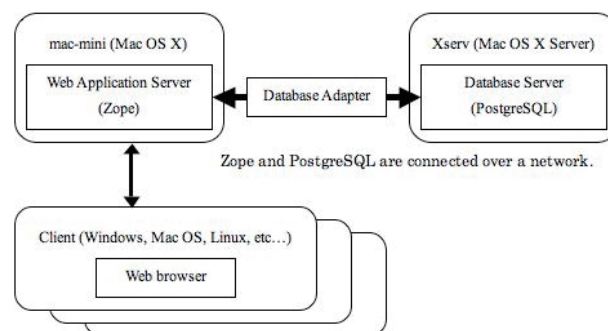 mac-mini (Mac OS X)
Web Application Server
(Zope)
Database Adapter
Xserv (Mac OS X Server)
Database Server
(PostgreSQL)
Zope and PostgreSQL are connected over a network.
Client (Windows, Mac OS, Linux, etc…)
Web browser